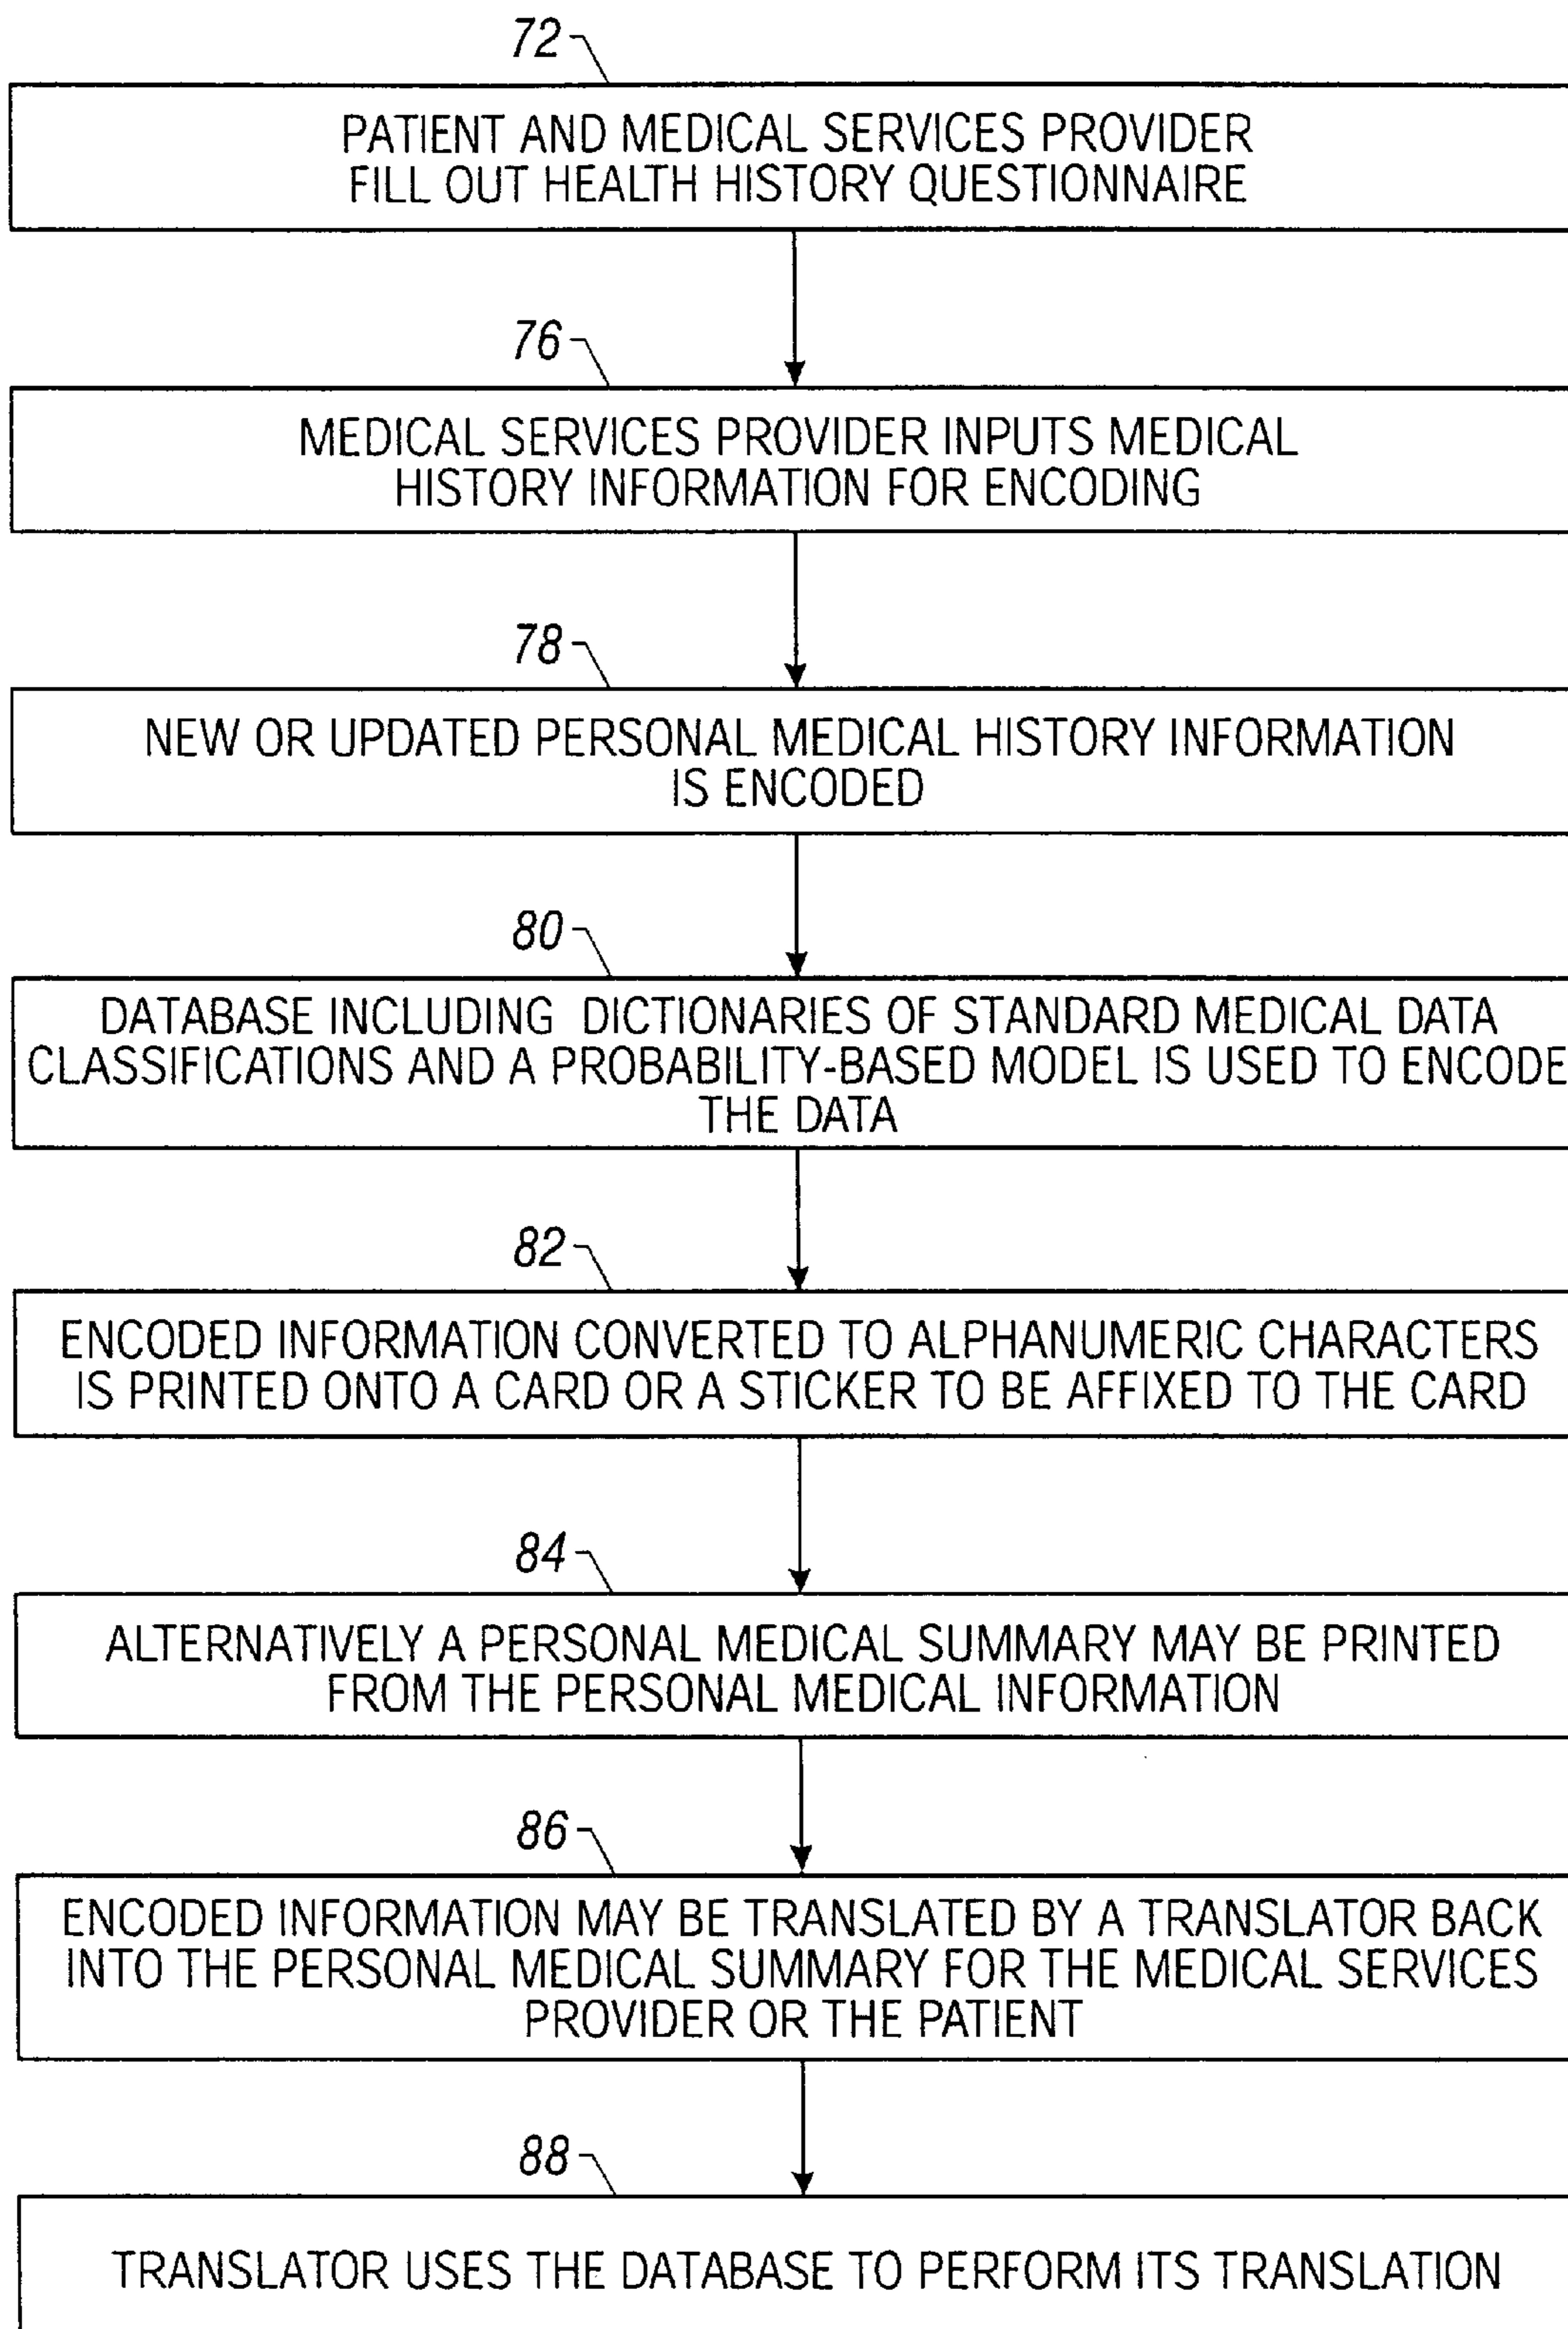 72
PATIENT AND MEDICAL SERVICES PROVIDER
FILL OUT HEALTH HISTORY QUESTIONNAIRE
76
MEDICAL SERVICES PROVIDER INPUTS MEDICAL
HISTORY INFORMATION FOR ENCODING
78
NEW OR UPDATED PERSONAL MEDICAL HISTORY INFORMATION
IS ENCODED
80
DATABASE INCLUDING DICTIONARIES OF STANDARD MEDICAL DATA
CLASSIFICATIONS AND A PROBABILITY-BASED MODEL IS USED TO ENCODE
THE DATA
82
ENCODED INFORMATION CONVERTED TO ALPHANUMERIC CHARACTERS
IS PRINTED ONTO A CARD OR A STICKER TO BE AFFIXED TO THE CARD
84
ALTERNATIVELY A PERSONAL MEDICAL SUMMARY MAY BE PRINTED
FROM THE PERSONAL MEDICAL INFORMATION
86
ENCODED INFORMATION MAY BE TRANSLATED BY A TRANSLATOR BACK
INTO THE PERSONAL MEDICAL SUMMARY FOR THE MEDICAL SERVICES
PROVIDER OR THE PATIENT
88
TRANSLATOR USES THE DATABASE TO PERFORM ITS TRANSLATION